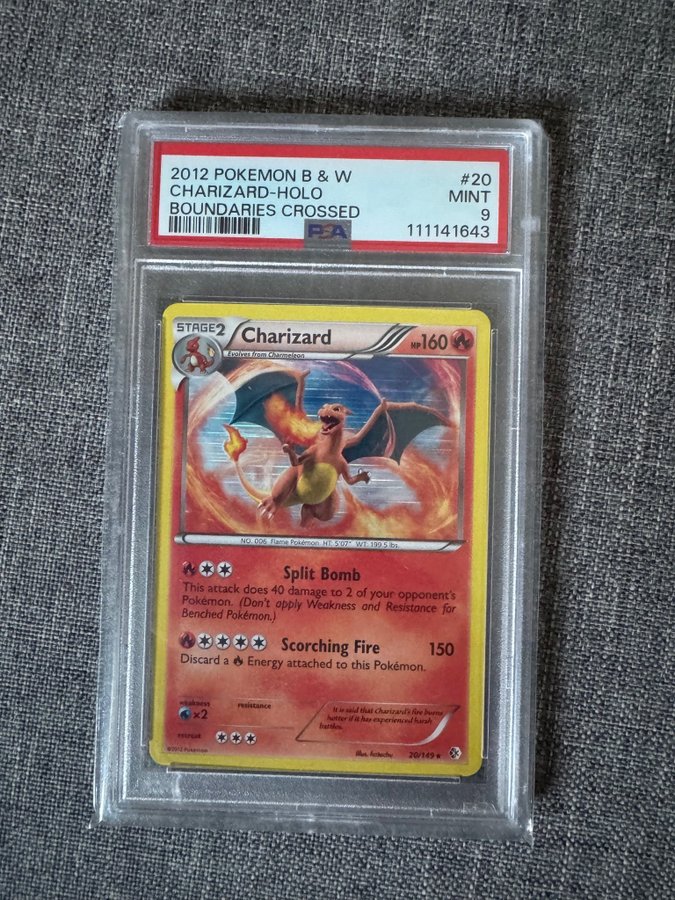 2012 POKEMON B & W #20
CHARIZARD-HOLO MINT
BOUNDARIES CROSSED 9
PSA 111141643
STAGE2 Charizard HP160
Evolves from Charmeleon
NO. 006 Flame Pokémon HT: 5'07" WT: 199.5 lbs.
Split Bomb
This attack does 40 damage to 2 of your opponent's
Pokémon. (Don't apply Weakness and Resistance for
Benched Pokémon.)
Scorching Fire 150
Discard a Energy attached to this Pokémon.
weakness resistance
×2
It is said that Charizard's fire burns
hotter if it has experienced harsh
battles.
retreat
©2012 Pokémon Illus. 20/149